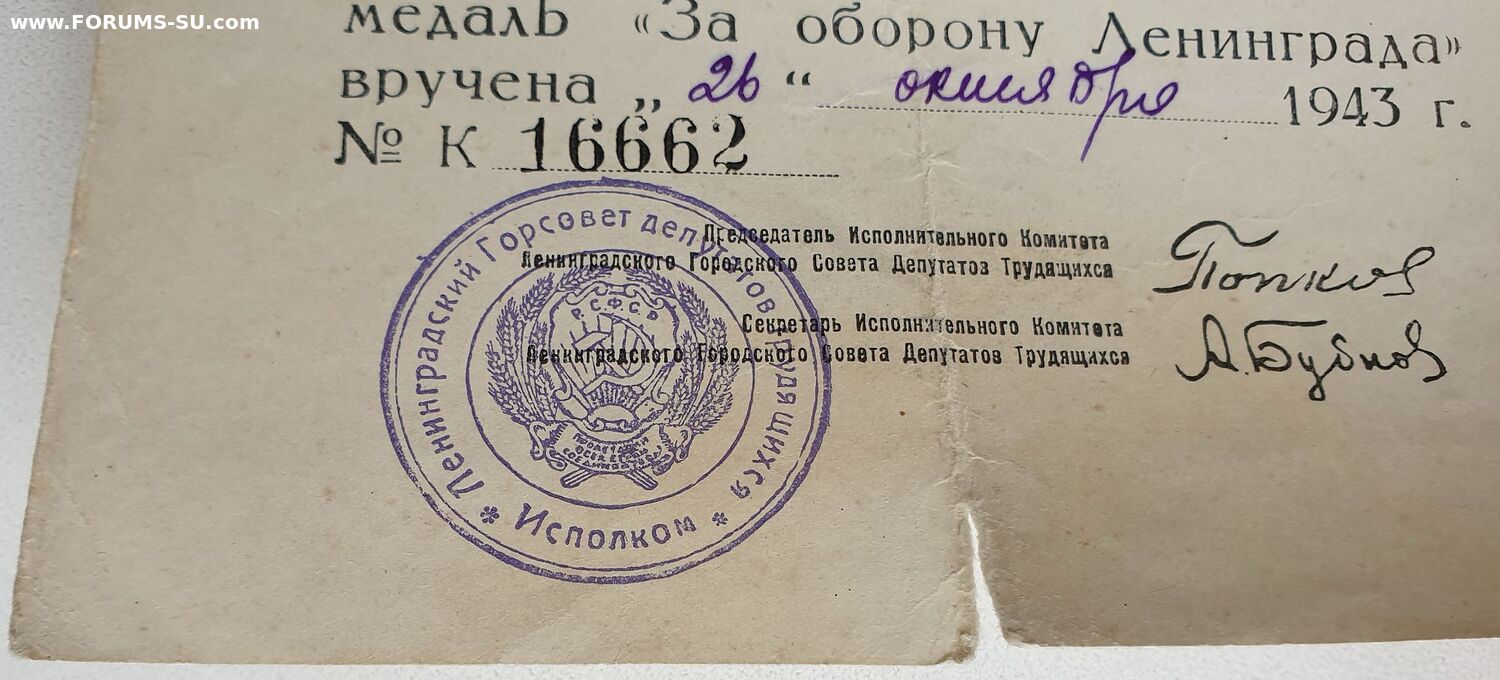 www.FORUMS-SU.com
медаль «За оборону Ленинграда»
вручена „26“ октября 1943 г.
№ К 16662
Председатель Исполнительного Комитета
Ленинградского Городского Совета Депутатов Трудящихся
Попков
Секретарь Исполнительного Комитета
Ленинградского Городского Совета Депутатов Трудящихся
А. Бубнов
Ленинградский Горсовет депутатов трудящихся
* Исполком *
Р.С.Ф.С.Р